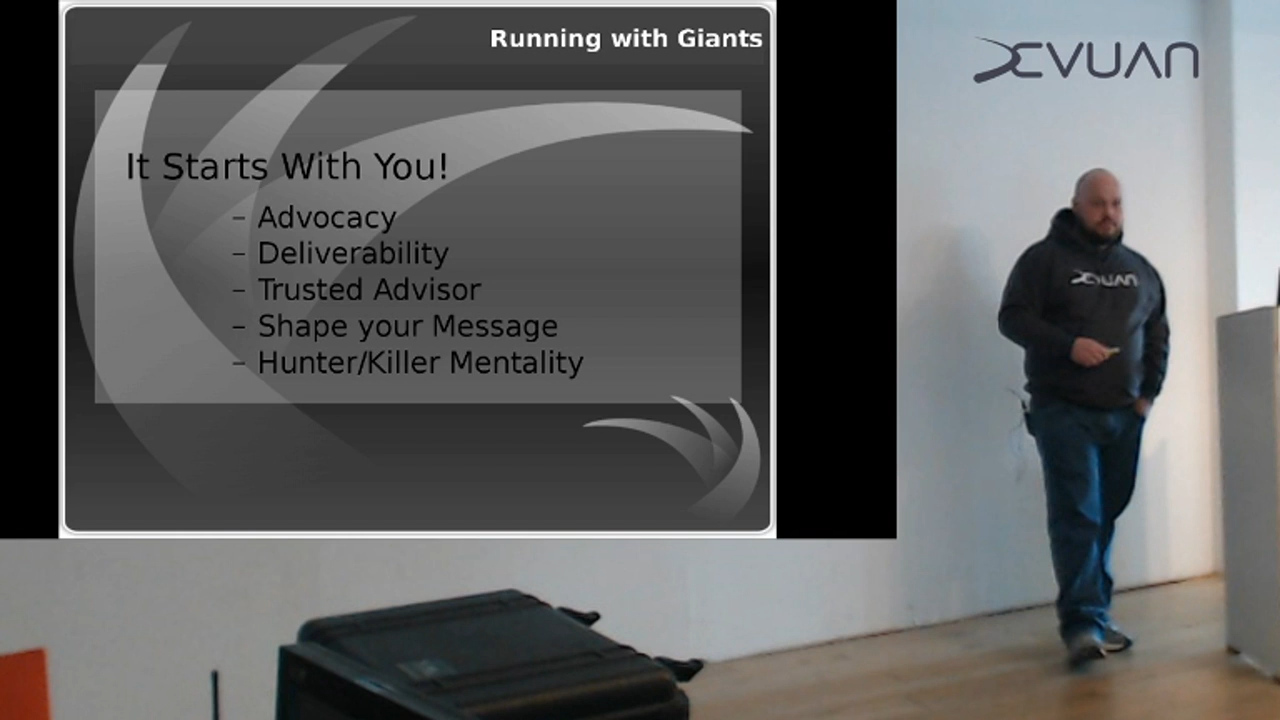 Running with Giants
It Starts With You!
– Advocacy
– Deliverability
– Trusted Advisor
– Shape your Message
– Hunter/Killer Mentality
DEVUAN
DEVUAN